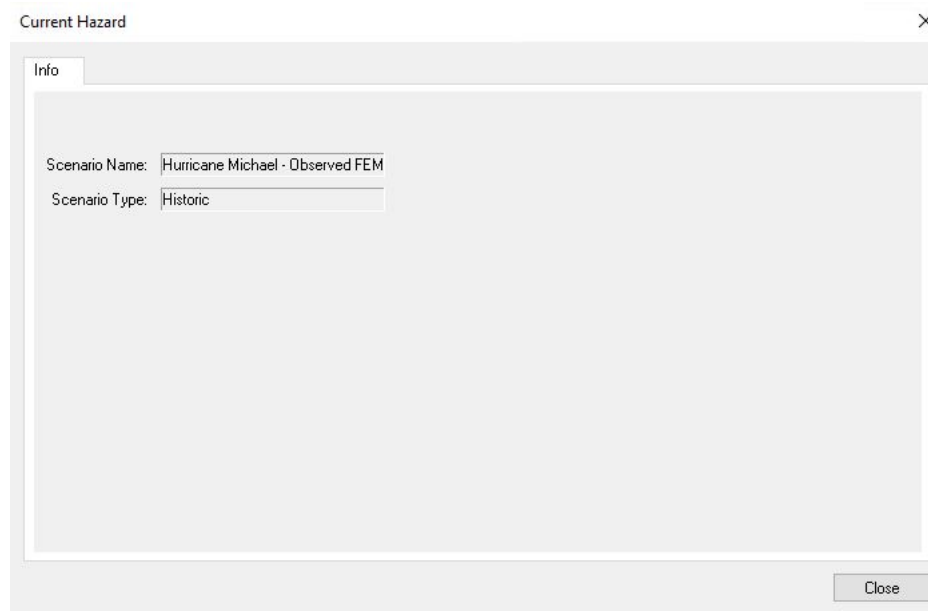 Current Hazard
Info
Scenario Name: Hurricane Michael - Observed FEM
Scenario Type: Historic
Close